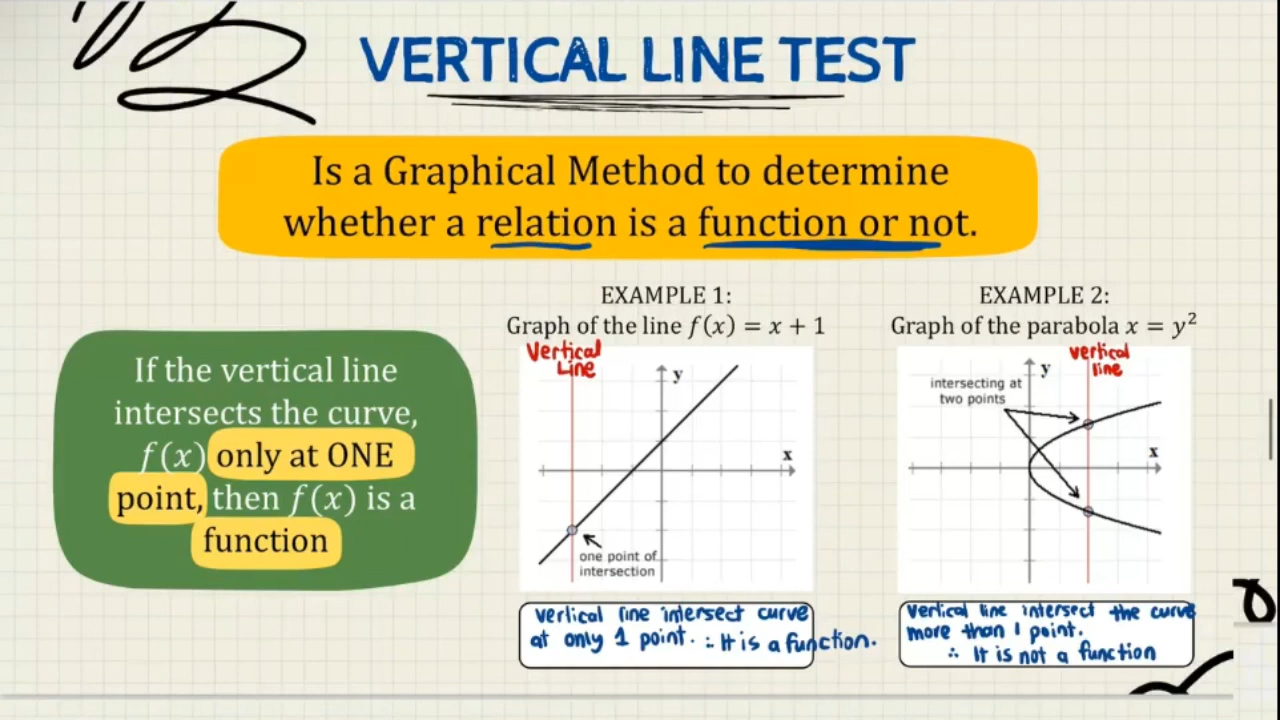 VERTICAL LINE TEST
Is a Graphical Method to determine
whether a relation is a function or not.
If the vertical line
intersects the curve,
f(x) only at ONE
point, then f(x) is a
function
EXAMPLE 1:
Graph of the line f(x) = x + 1
Vertical
Line
y
x
one point of
intersection
vertical line intersect curve
at only 1 point. ∴ It is a function.
EXAMPLE 2:
Graph of the parabola x = y²
vertical
line
intersecting at
two points
y
x
vertical line intersect the curve
more than 1 point.
∴ It is not a function